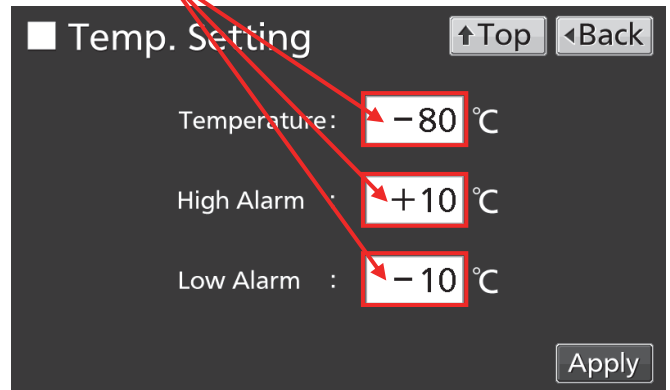 Temp. Setting ↑Top ◂Back
Temperature: −80 ℃
High Alarm : +10 ℃
Low Alarm : −10 ℃
Apply